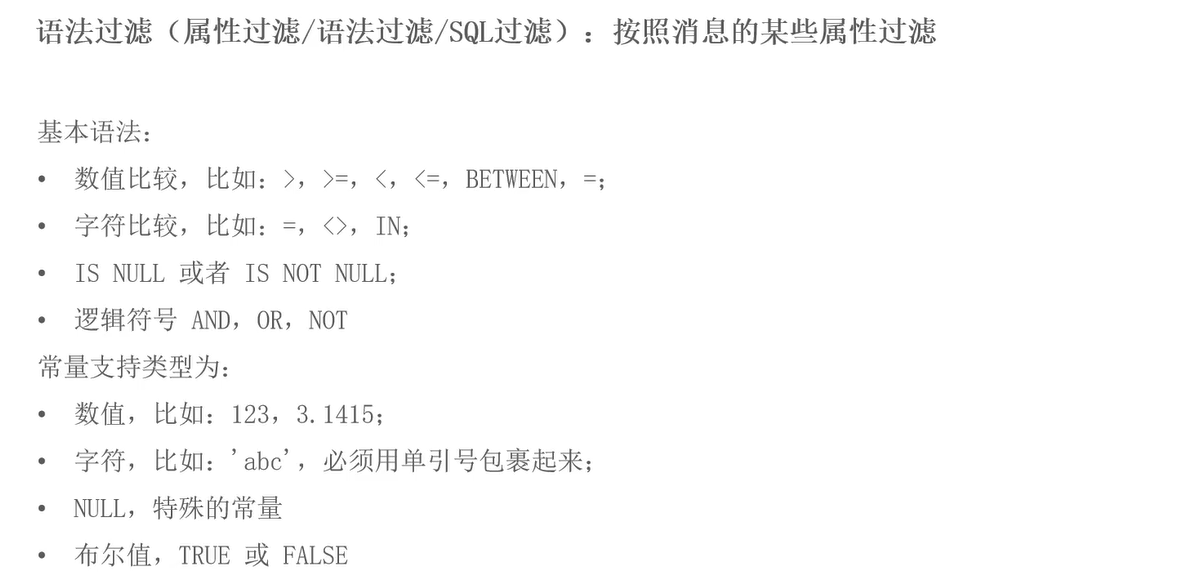 语法过滤（属性过滤/语法过滤/SQL过滤）：按照消息的某些属性过滤
基本语法：
• 数值比较，比如：>，>=，<，<=，BETWEEN，=；
• 字符比较，比如：=，<>，IN；
• IS NULL 或者 IS NOT NULL；
• 逻辑符号 AND，OR，NOT
常量支持类型为：
• 数值，比如：123，3.1415；
• 字符，比如：'abc'，必须用单引号包裹起来；
• NULL，特殊的常量
• 布尔值，TRUE 或 FALSE